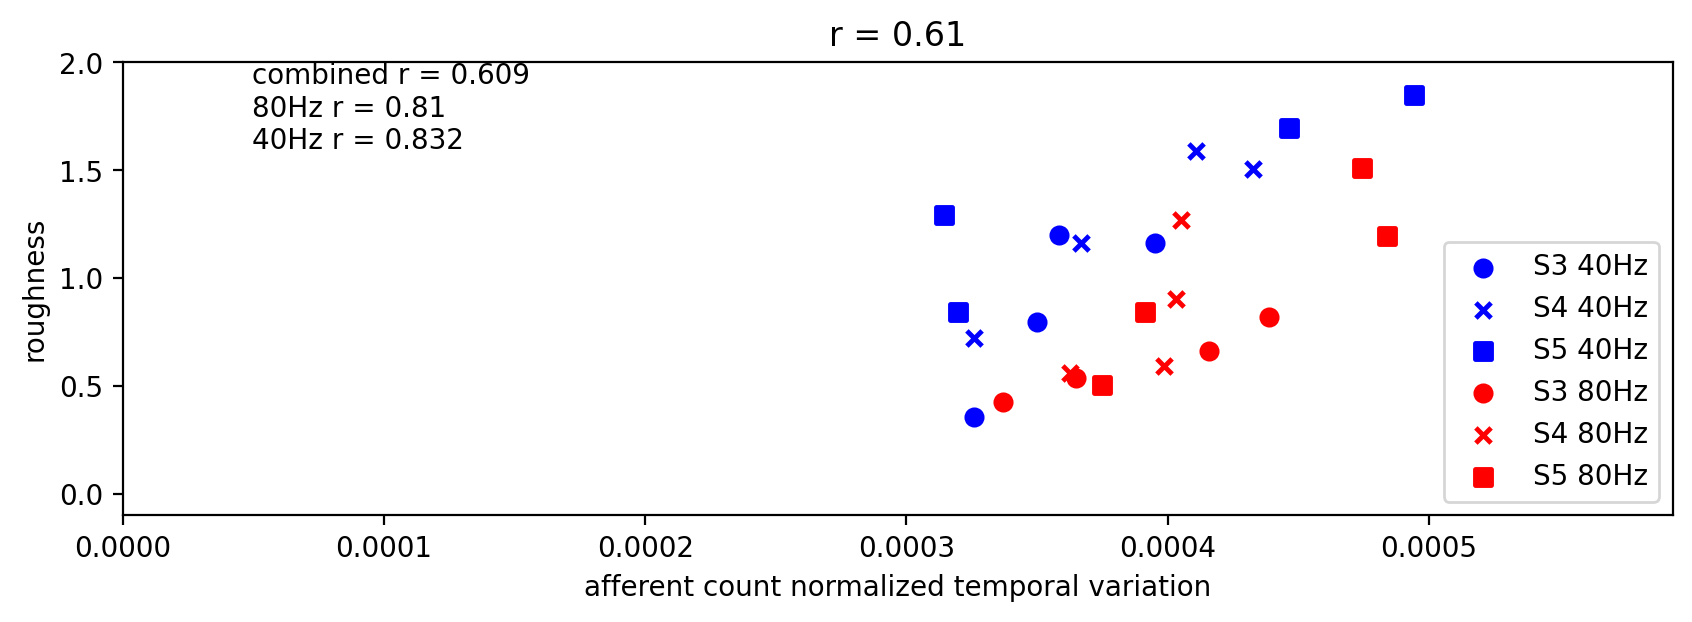 r = 0.61
combined r = 0.609
80Hz r = 0.81
40Hz r = 0.832
2.0
1.5
1.0
0.5
0.0
roughness
S3 40Hz
S4 40Hz
S5 40Hz
S3 80Hz
S4 80Hz
S5 80Hz
0.0000 0.0001 0.0002 0.0003 0.0004 0.0005
afferent count normalized temporal variation